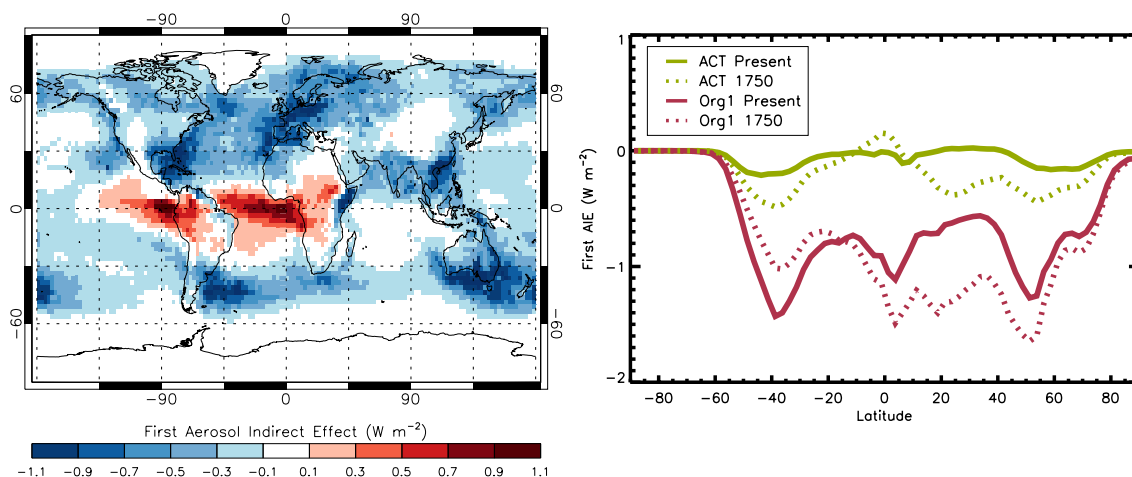 −90 0 90
60 60
0 0
−60 −60
−90 0 90
First Aerosol Indirect Effect (W m−2)
−1.1 −0.9 −0.7 −0.5 −0.3 −0.1 0.1 0.3 0.5 0.7 0.9 1.1
1
0
−1
−2
First AIE (W m−2)
ACT Present
ACT 1750
Org1 Present
Org1 1750
−80 −60 −40 −20 0 20 40 60 80
Latitude